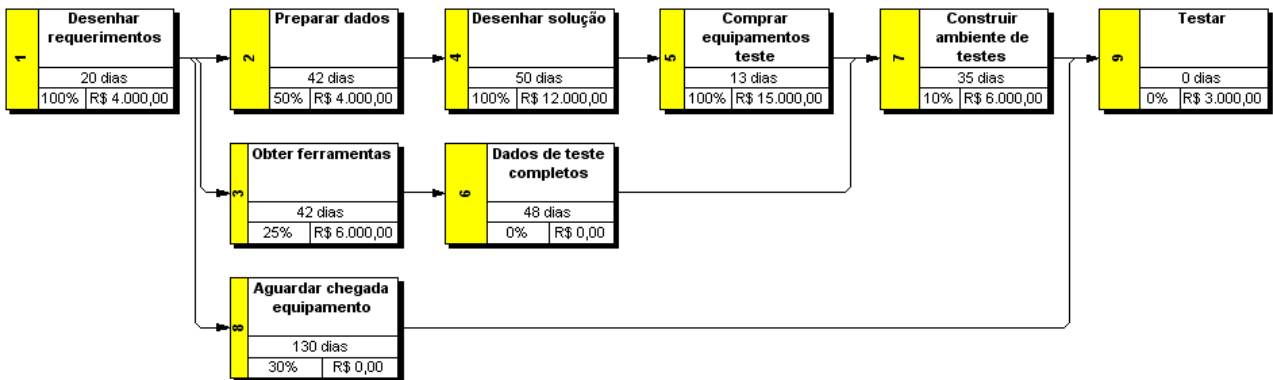 1
Desenhar
requerimentos
20 dias
100% R$ 4.000,00
2
Preparar dados
42 dias
50% R$ 4.000,00
4
Desenhar solução
50 dias
100% R$ 12.000,00
5
Comprar
equipamentos
teste
13 dias
100% R$ 15.000,00
7
Construir
ambiente de
testes
35 dias
10% R$ 6.000,00
9
Testar
0 dias
0% R$ 3.000,00
3
Obter ferramentas
42 dias
25% R$ 6.000,00
6
Dados de teste
completos
48 dias
0% R$ 0,00
8
Aguardar chegada
equipamento
130 dias
30% R$ 0,00